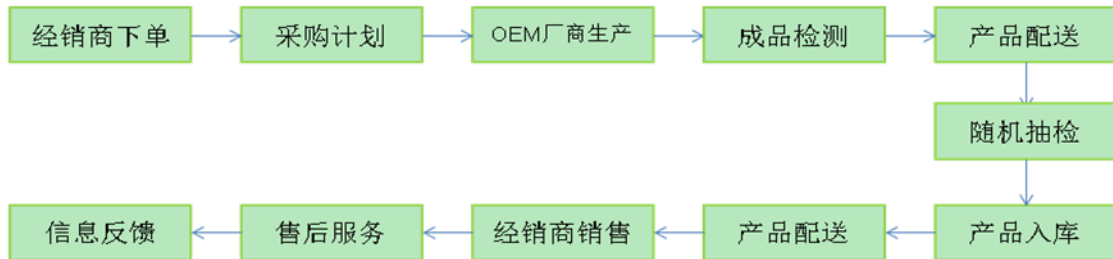 经销商下单
采购计划
OEM厂商生产
成品检测
产品配送
随机抽检
产品入库
产品配送
经销商销售
售后服务
信息反馈